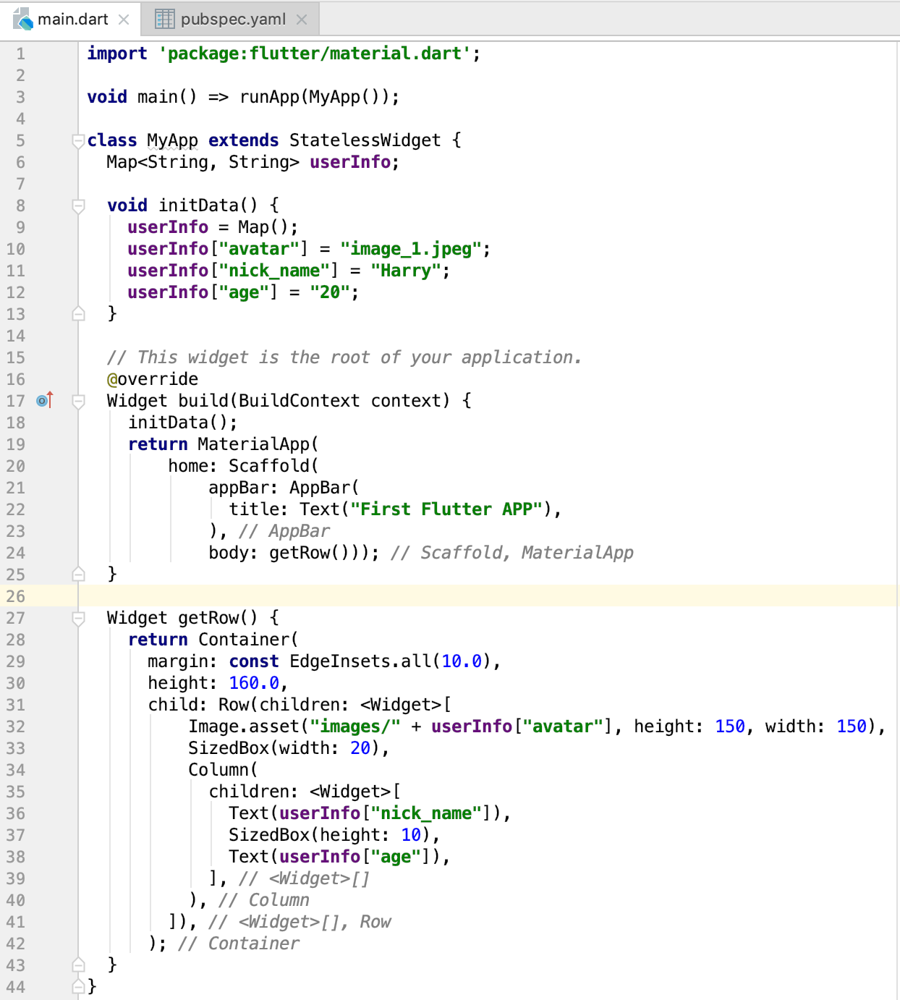 main.dart
pubspec.yaml
1 import 'package:flutter/material.dart';
2
3 void main() => runApp(MyApp());
4
5 class MyApp extends StatelessWidget {
6   Map<String, String> userInfo;
7
8   void initData() {
9     userInfo = Map();
10     userInfo["avatar"] = "image_1.jpeg";
11     userInfo["nick_name"] = "Harry";
12     userInfo["age"] = "20";
13   }
14
15   // This widget is the root of your application.
16   @override
17   Widget build(BuildContext context) {
18     initData();
19     return MaterialApp(
20         home: Scaffold(
21             appBar: AppBar(
22               title: Text("First Flutter APP"),
23             ), // AppBar
24             body: getRow())); // Scaffold, MaterialApp
25   }
26
27   Widget getRow() {
28     return Container(
29       margin: const EdgeInsets.all(10.0),
30       height: 160.0,
31       child: Row(children: <Widget>[
32           Image.asset("images/" + userInfo["avatar"], height: 150, width: 150),
33           SizedBox(width: 20),
34           Column(
35             children: <Widget>[
36               Text(userInfo["nick_name"]),
37               SizedBox(height: 10),
38               Text(userInfo["age"]),
39             ], // <Widget>[]
40           ), // Column
41         ]), // <Widget>[], Row
42       ); // Container
43   }
44 }